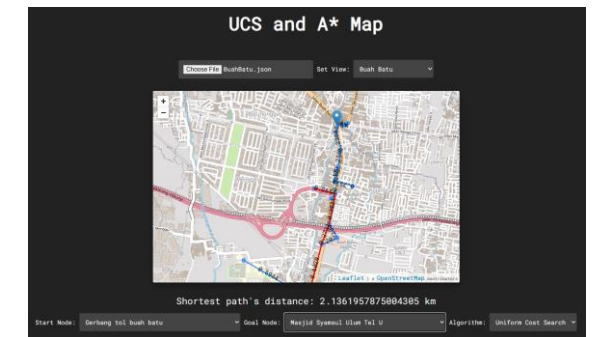 UCS and A* Map
Choose File BuahBatu.json Set View: Buah Batu
+
−
Leaflet | © OpenStreetMap
Shortest path's distance: 2.1361957875004305 km
Start Node: Gerbang tol buah batu Goal Node: Masjid Syamsul Ulum Tel U Algorithm: Uniform Cost Search